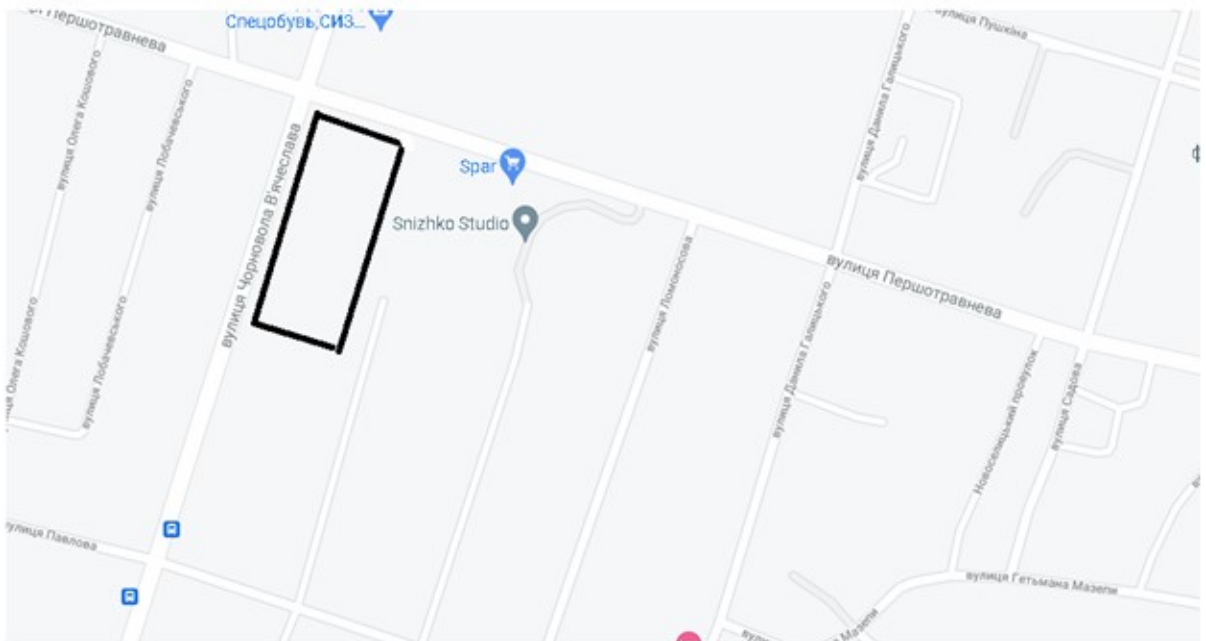 Першотравнева
Спецобувь,СИЗ...
вулиця Пушкіна
вулиця Олега Кошового
вулиця Лобачевського
вулиця Чорновола В'ячеслава
вулиця Данила Галицького
Spar
Snizhko Studio
вулиця Ломоносова
вулиця Першотравнева
вулиця Данила Галицького
Олега Кошового
вулиця Лобачевського
Новоселицький провулок
вулиця Садова
вулиця Павлова
вулиця Гетьмана Мазепи
Мазепи